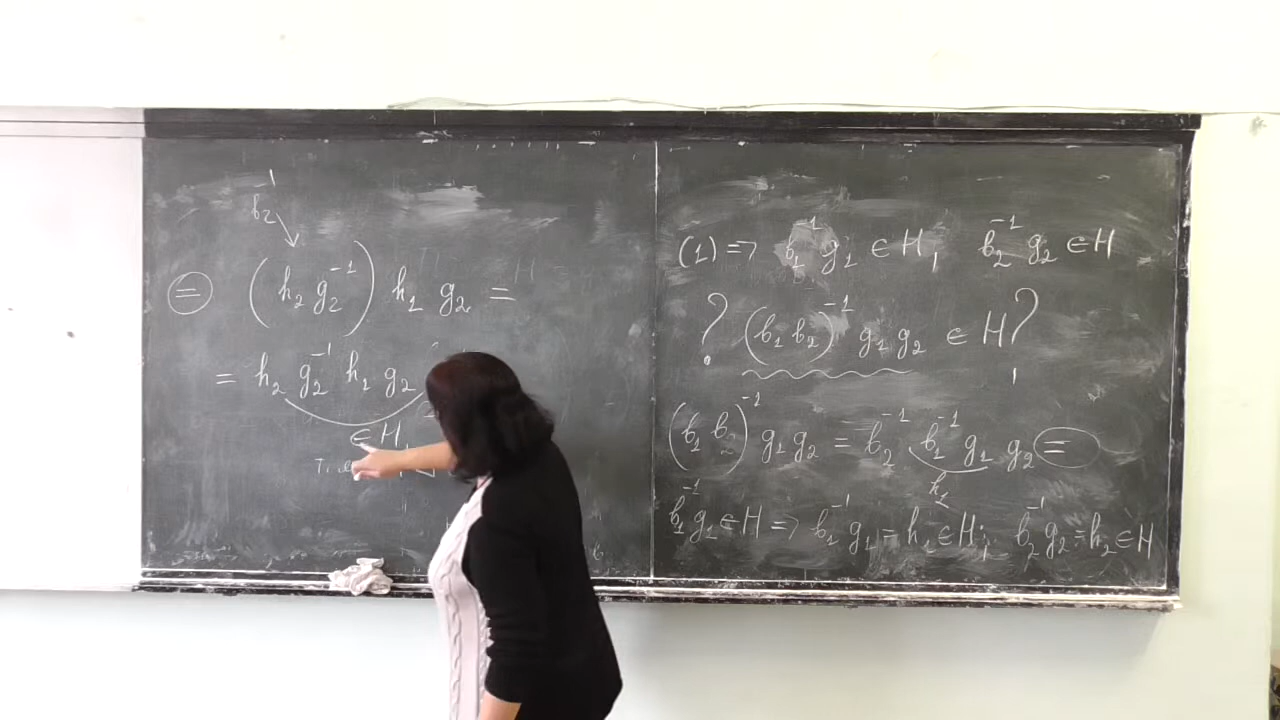 b₂
= (h₂ g₂⁻¹) h₁ g₂ =
= h₂ g₂⁻¹ h₁ g₂
∈ H,
(1) => b₁⁻¹ g₁ ∈ H, b₂⁻¹ g₂ ∈ H
? (b₁ b₂)⁻¹ g₁ g₂ ∈ H ?
(b₁ b₂)⁻¹ g₁ g₂ = b₂⁻¹ b₁⁻¹ g₁ g₂ =
h₁
b₁⁻¹ g₁ ∈ H => b₁⁻¹ g₁ = h₁ ∈ H; b₂⁻¹ g₂ = h₂ ∈ H